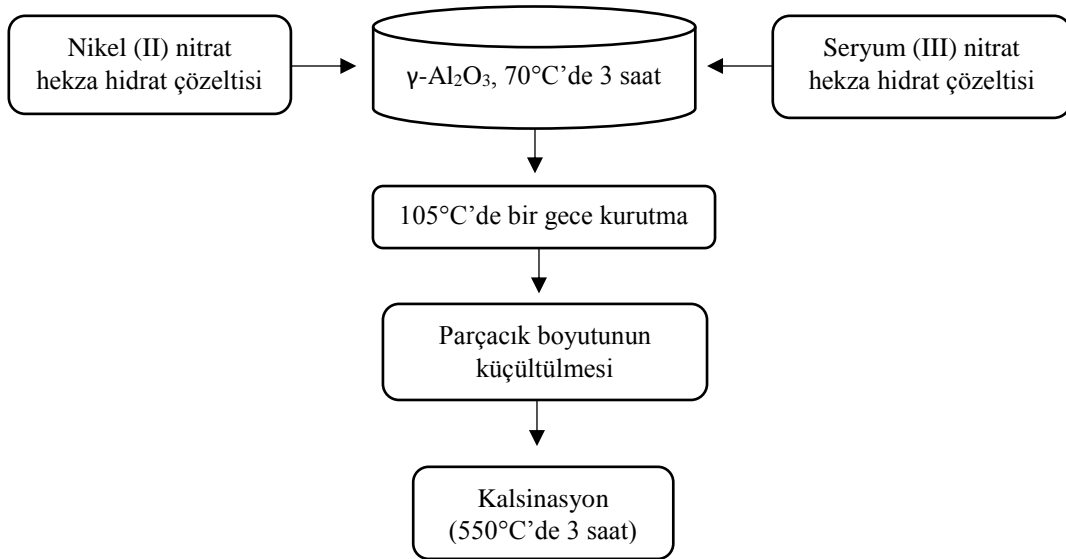 Nikel (II) nitrat
hekza hidrat çözeltisi
γ-Al₂O₃, 70°C’de 3 saat
Seryum (III) nitrat
hekza hidrat çözeltisi
105°C’de bir gece kurutma
Parçacık boyutunun
küçültülmesi
Kalsinasyon
(550°C’de 3 saat)